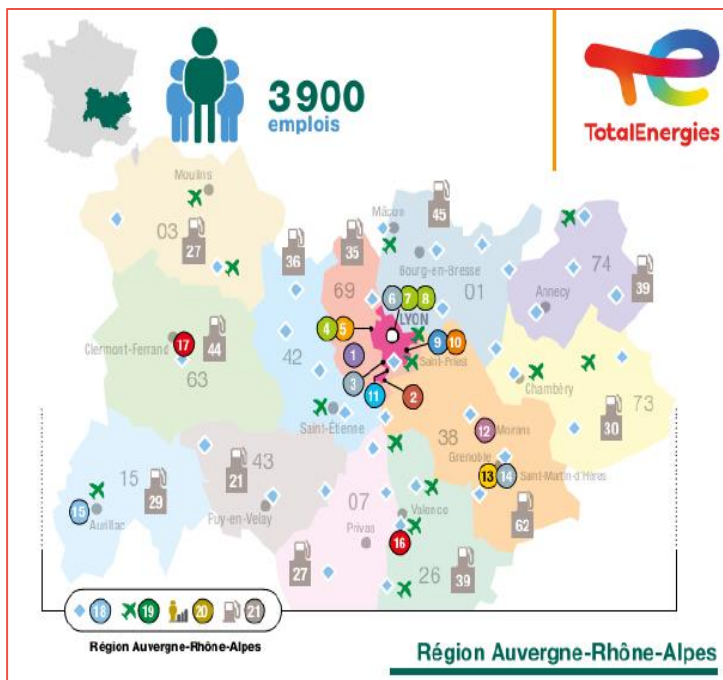 3900
emplois
TotalEnergies
Moulins
03
27
36
35
Mâcon
45
Bourg-en-Bresse
01
74
Annecy
39
69
6 7 8
LYON
4 5
9 10
Saint-Priest
1
3
11
2
Clermont-Ferrand
17
44
63
42
Saint-Étienne
Chambéry
73
30
38
12
Moirans
Grenoble
13 14
Saint-Martin-d'Hères
62
15
29
15
Aurillac
43
21
Puy-en-Velay
07
Privas
27
Valence
16
26
39
18 19 20 21
Région Auvergne-Rhône-Alpes
Région Auvergne-Rhône-Alpes